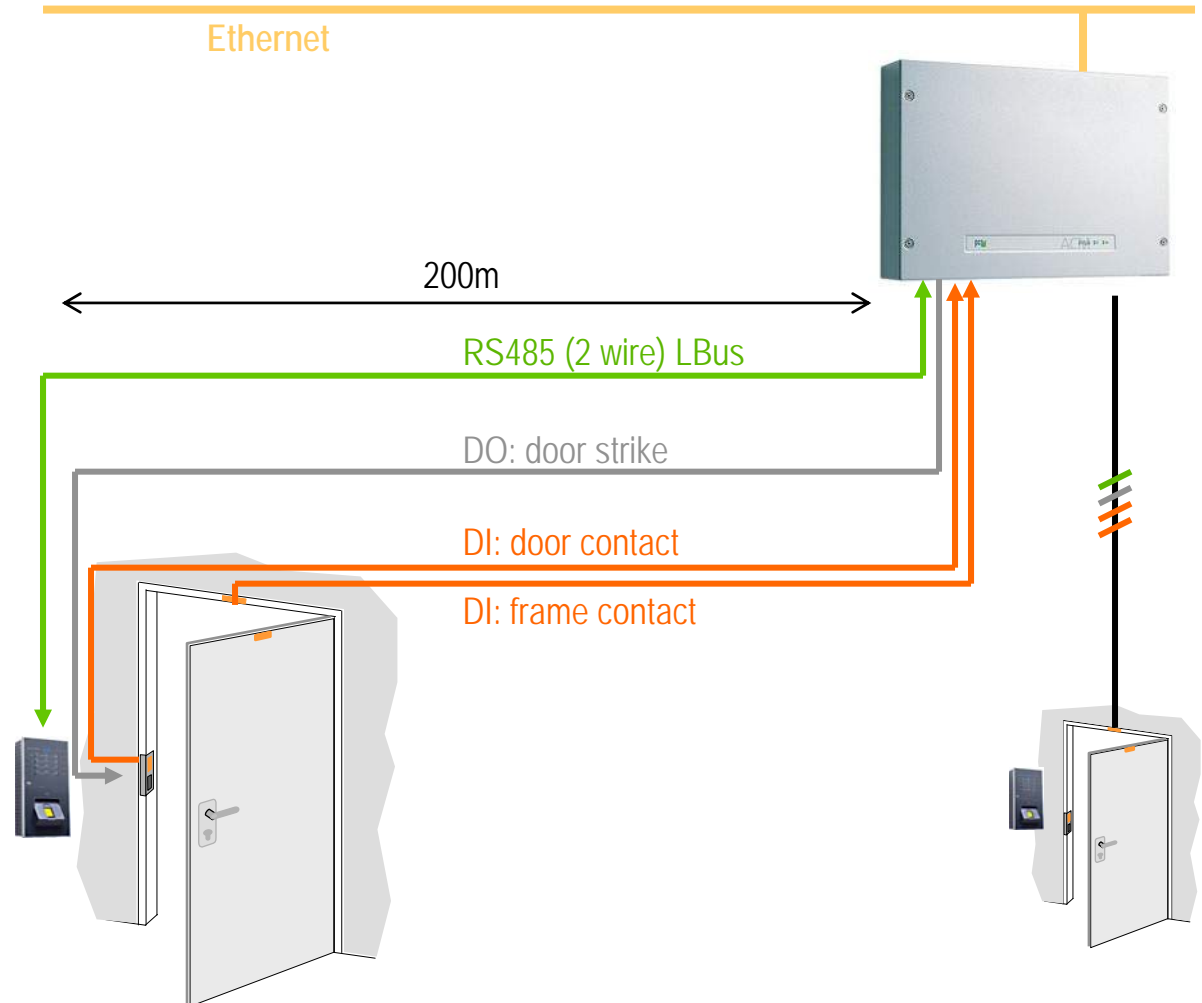 Ethernet
200m
RS485 (2 wire) LBus
DO: door strike
DI: door contact
DI: frame contact